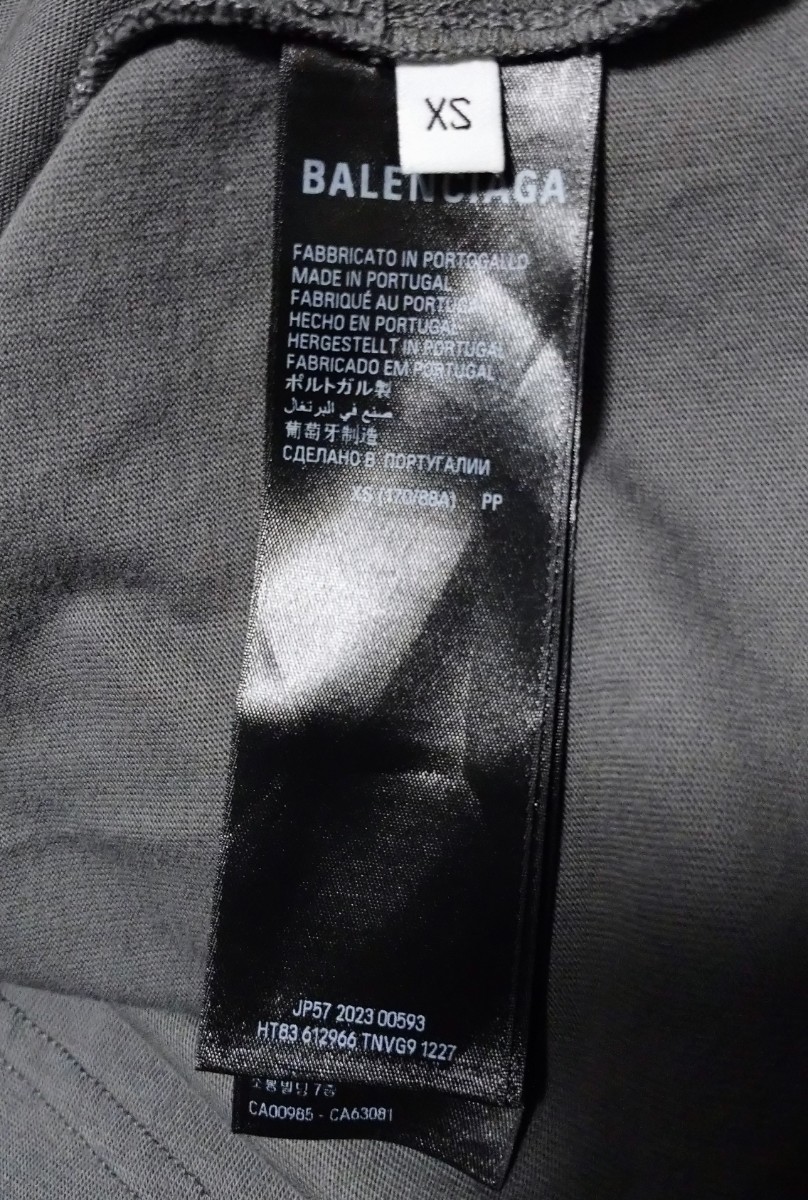 XS
BALENCIAGA
FABBRICATO IN PORTOGALLO
MADE IN PORTUGAL
FABRIQUÉ AU PORTUGAL
HECHO EN PORTUGAL
HERGESTELLT IN PORTUGAL
FABRICADO EM PORTUGAL
ポルトガル製
صنع في البرتغال
葡萄牙制造
СДЕЛАНО В ПОРТУГАЛИИ
XS (170/88A) PP
JP57 2023 00593
HT83 612966 TNVG9 1227
7층
CA00985 - CA63081